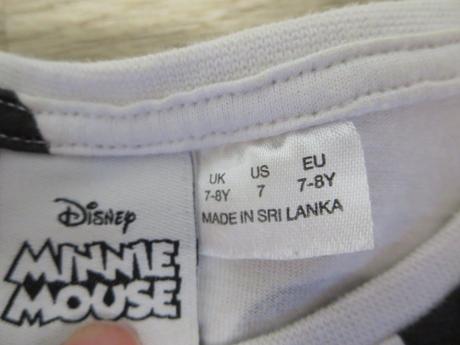 UK US EU
7-8Y 7 7-8Y
MADE IN SRI LANKA
Disney
MINNIE
MOUSE